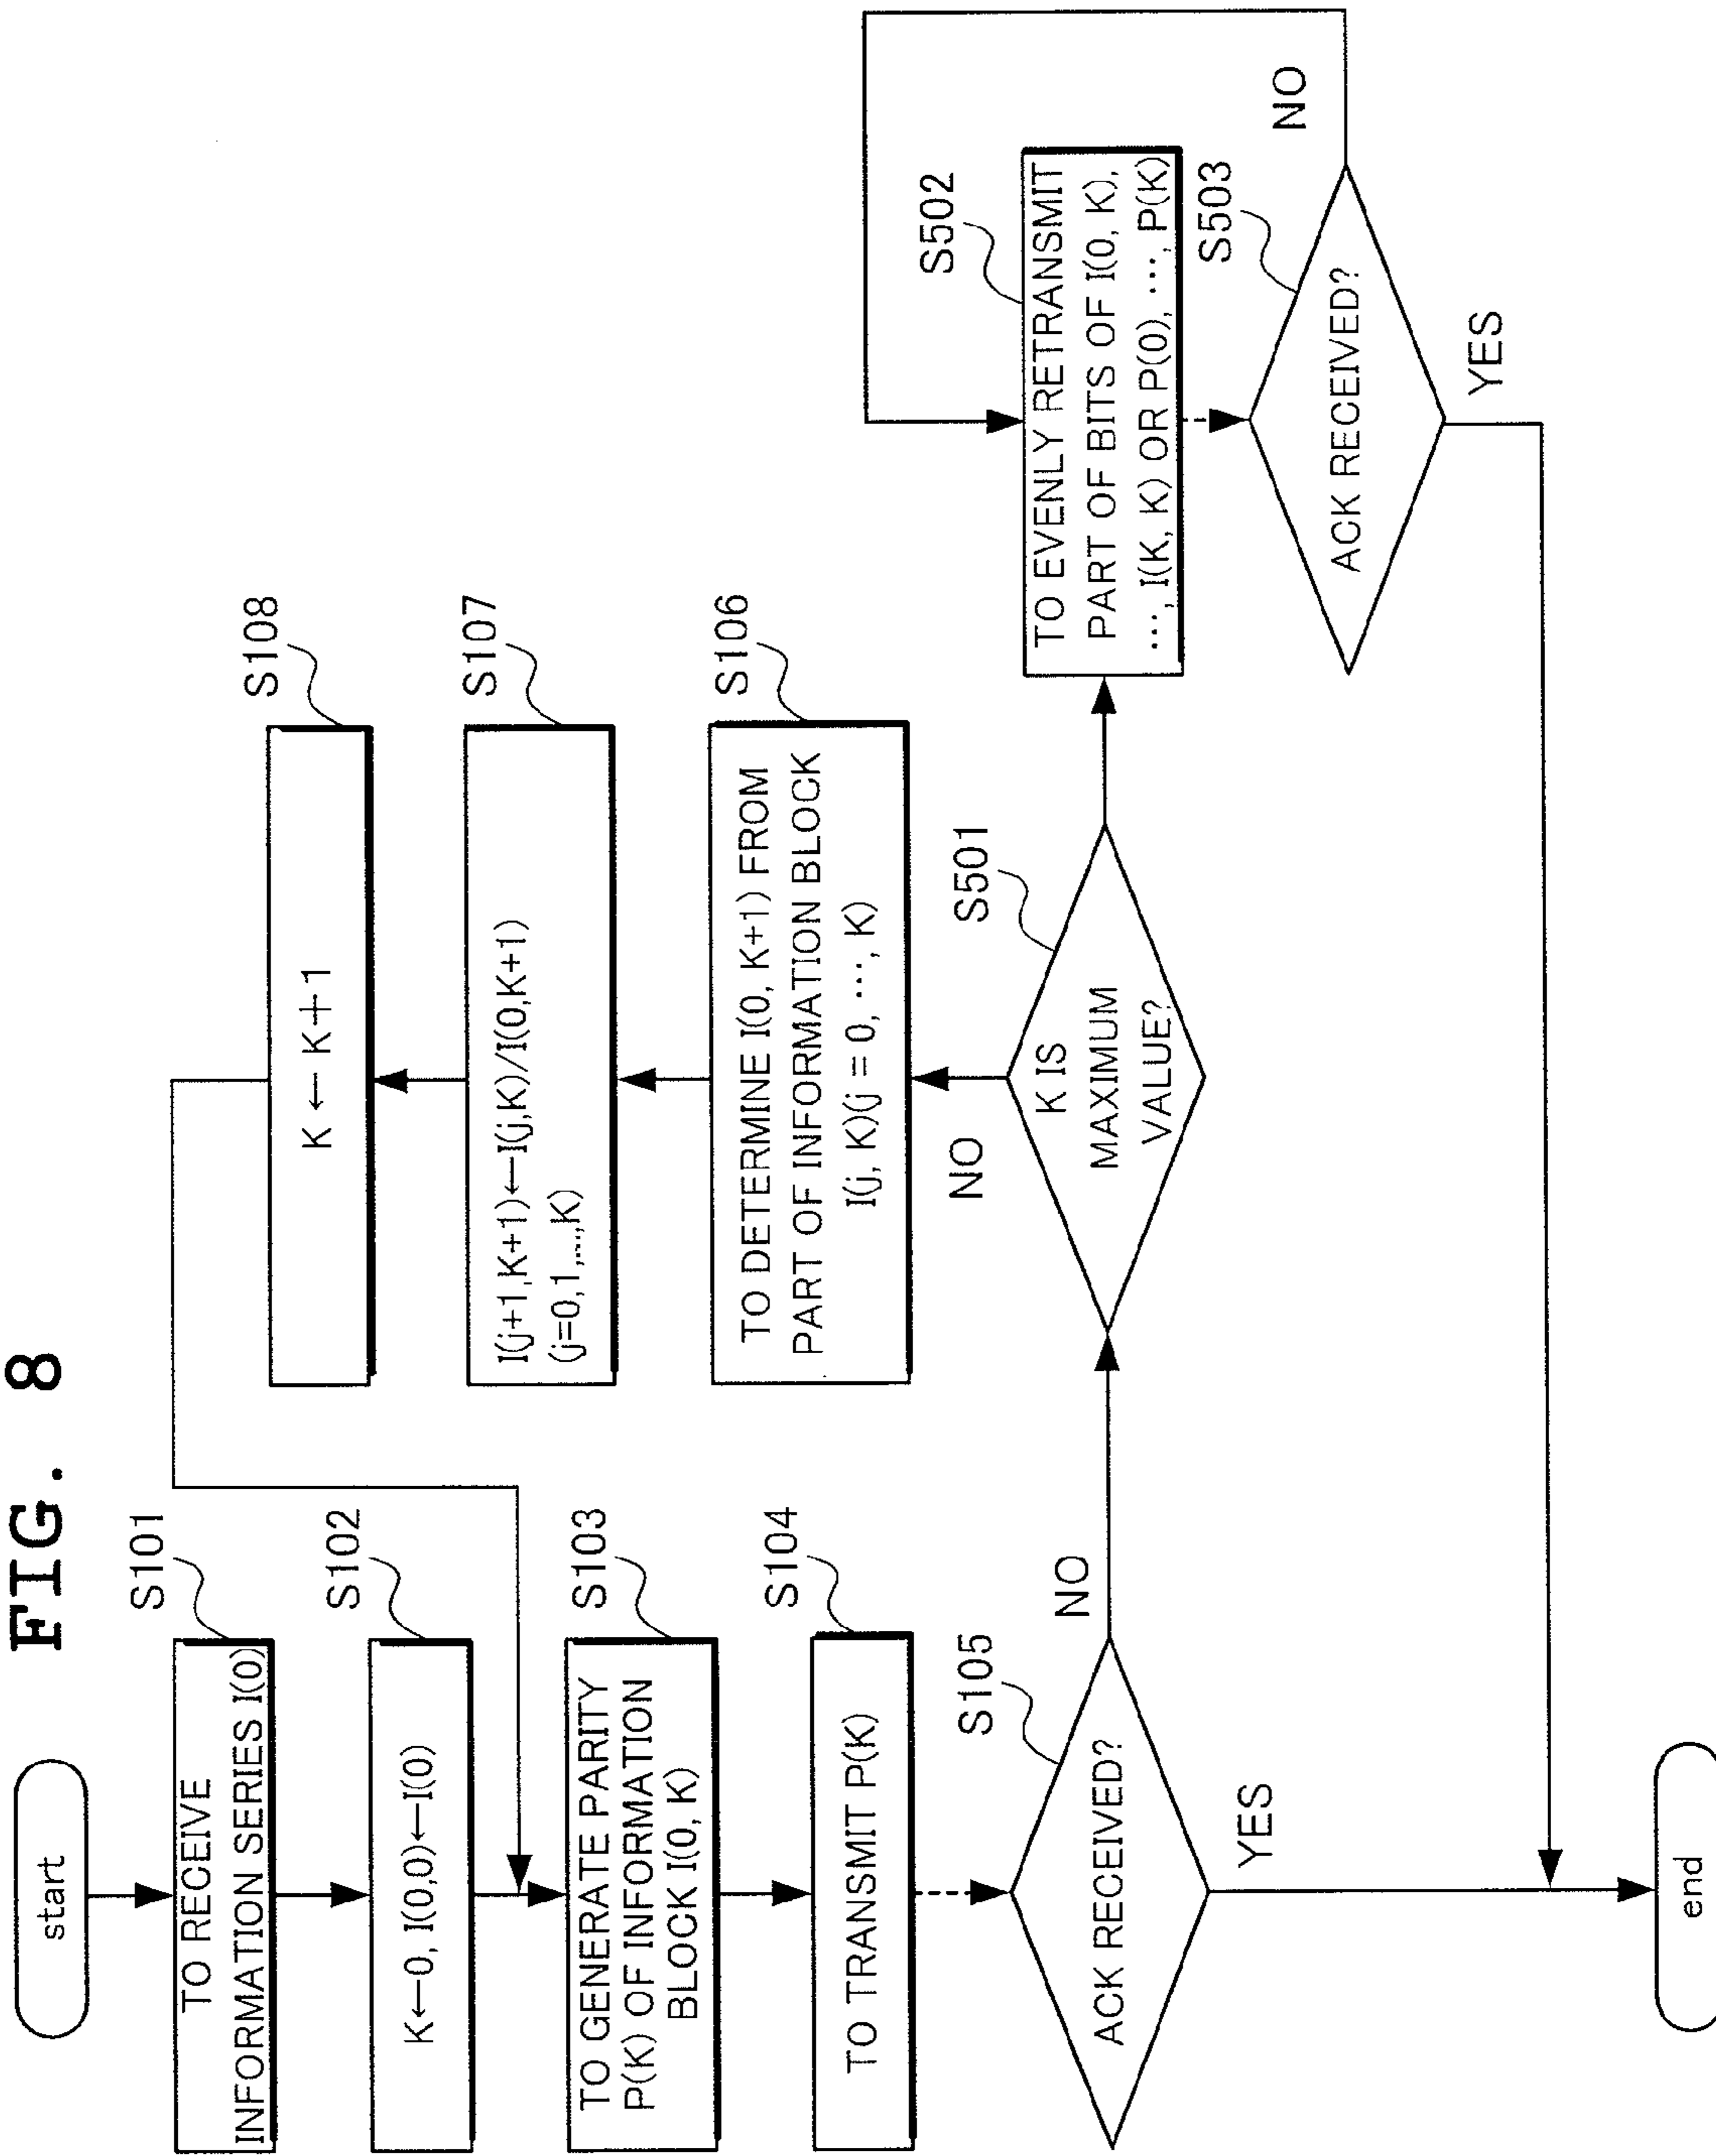 FIG. 8
start
S101
TO RECEIVE
INFORMATION SERIES I(0)
S102
K←0, I(0,0)←I(0)
S103
TO GENERATE PARITY
P(K) OF INFORMATION
BLOCK I(0, K)
S104
TO TRANSMIT P(K)
S105
ACK RECEIVED?
NO
YES
end
S108
K ← K+1
S107
I(j+1,K+1)←I(j,K)/I(0,K+1)
(j=0,1,...,K)
S106
TO DETERMINE I(0, K+1) FROM
PART OF INFORMATION BLOCK
I(j, K)(j = 0, ···, K)
NO
S501
K IS
MAXIMUM
VALUE?
S502
TO EVENLY RETRANSMIT
PART OF BITS OF I(0, K),
···, I(K, K) OR P(0), ···, P(K)
S503
ACK RECEIVED?
NO
YES